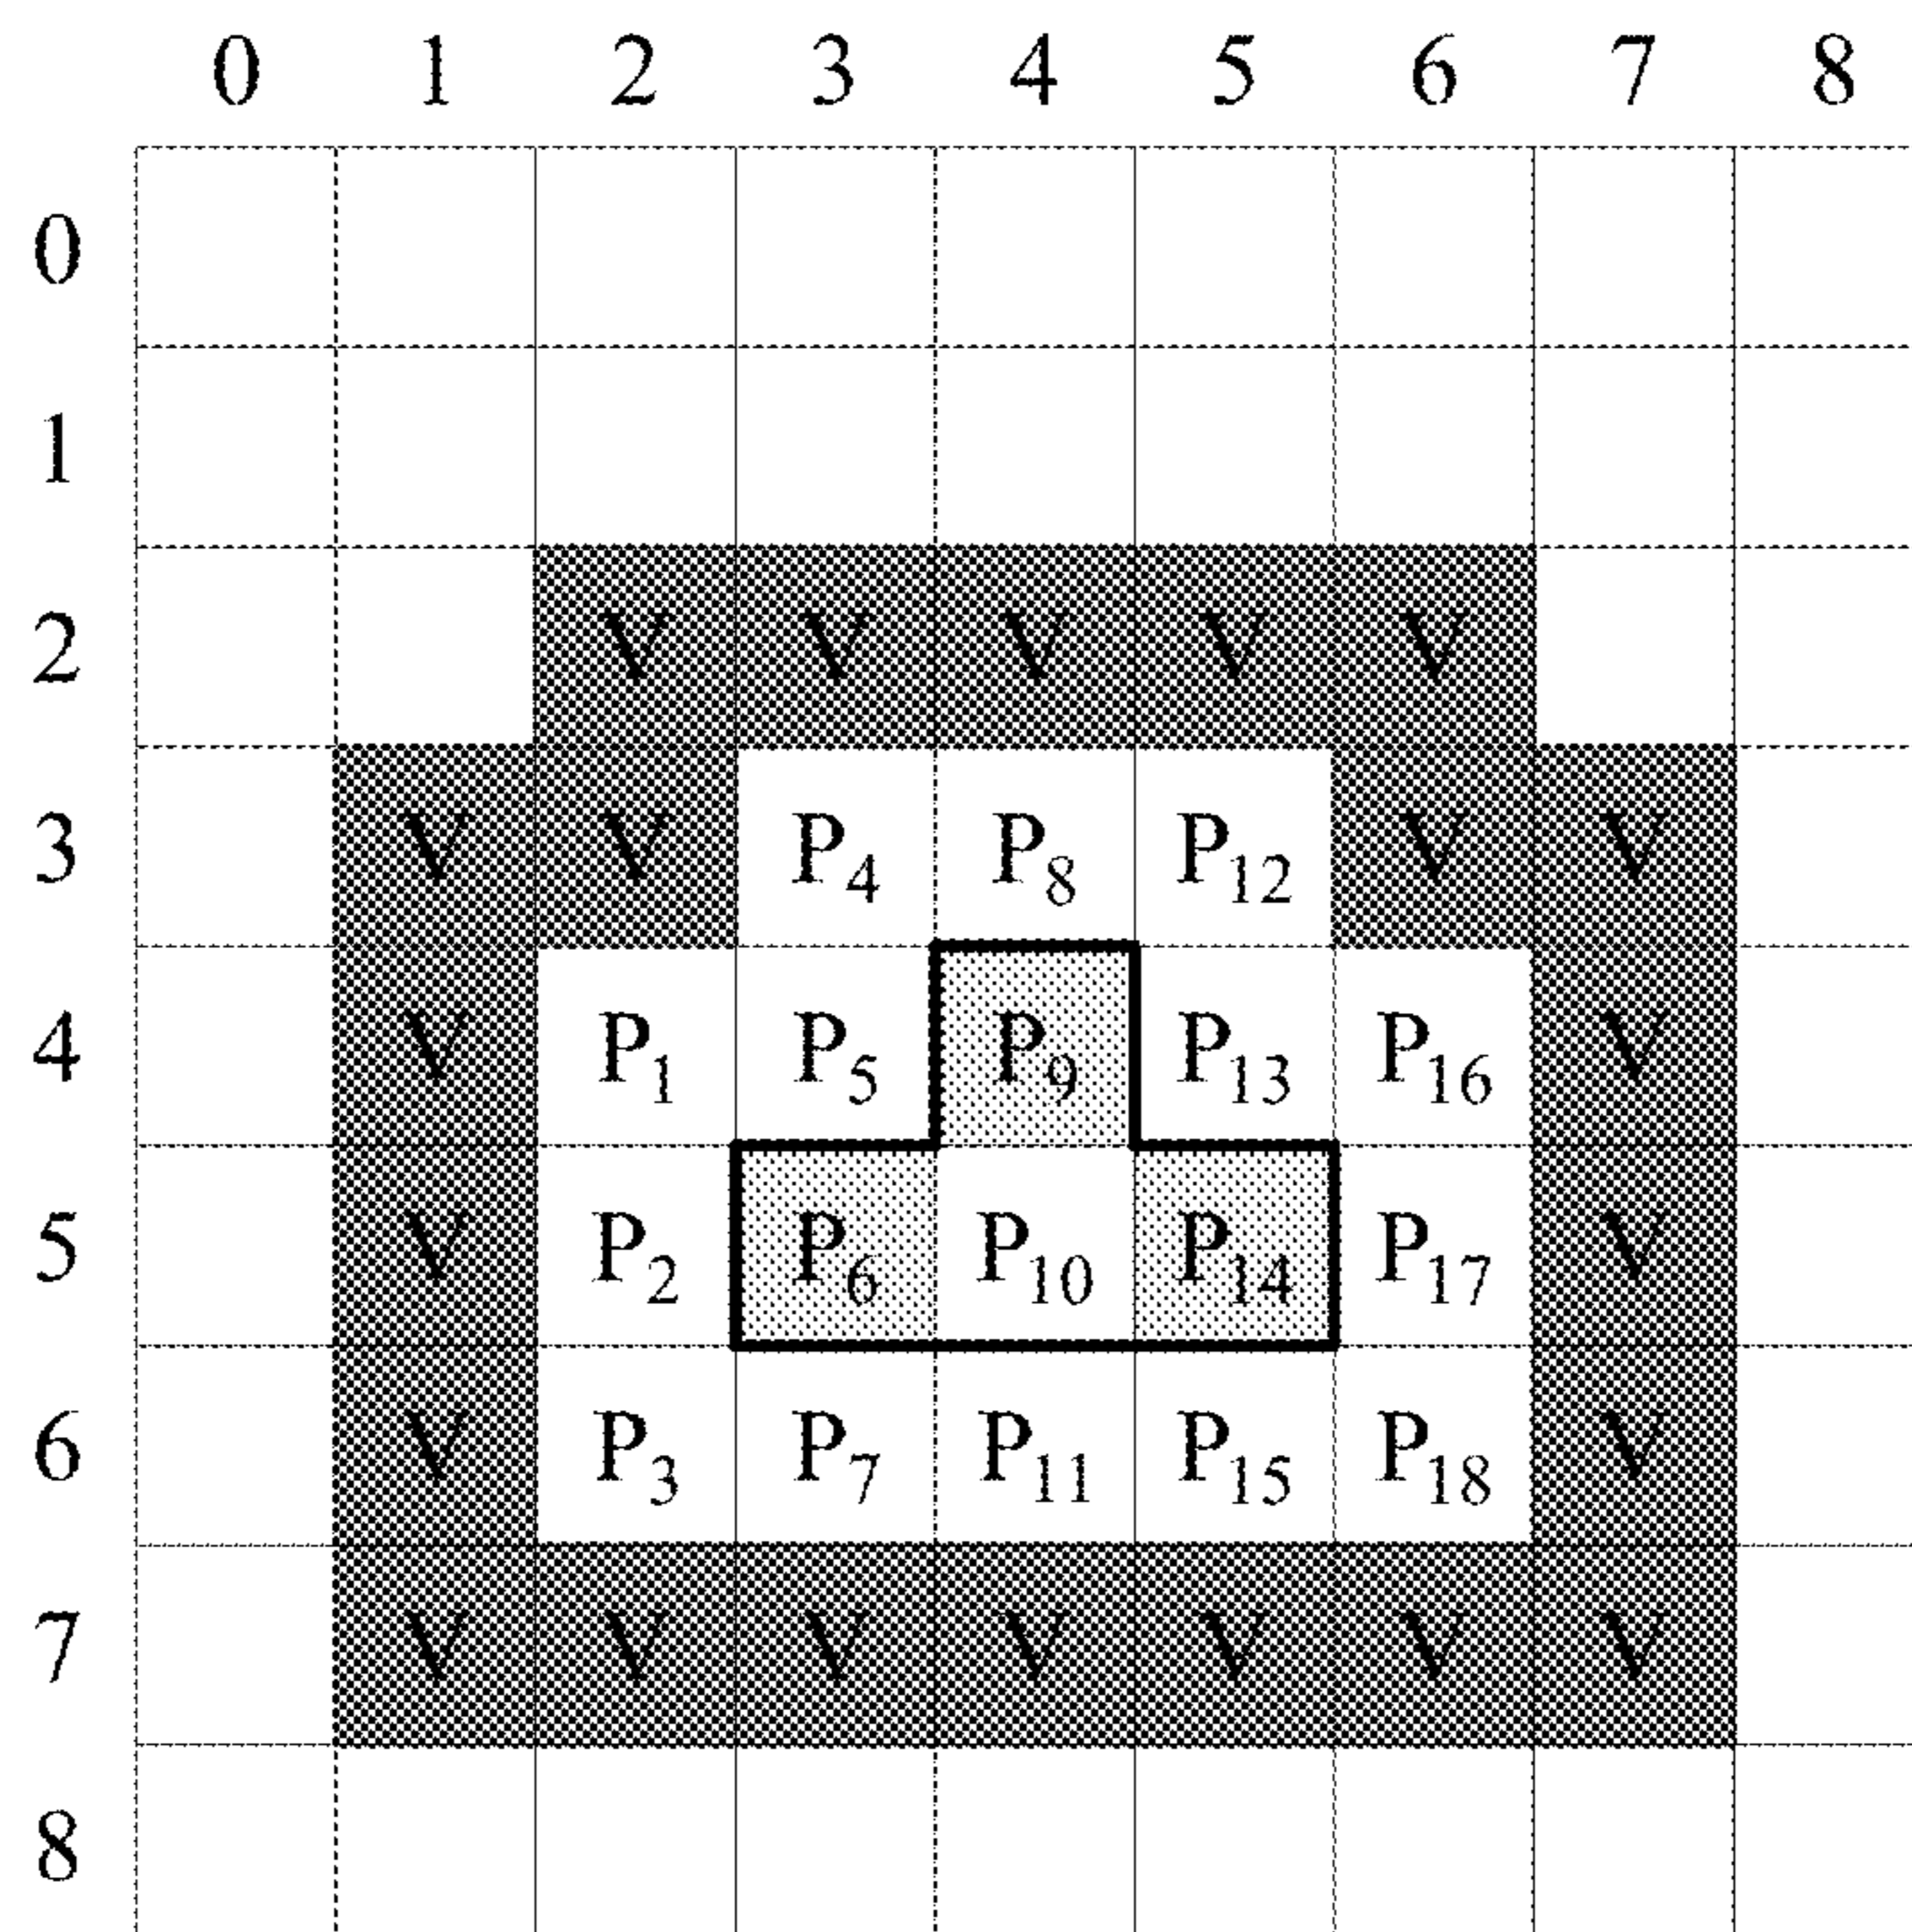 0 1 2 3 4 5 6 7 8
0
1
2 V V V V V
3 V V P4 P8 P12 V V
4 V P1 P5 P9 P13 P16 V
5 V P2 P6 P10 P14 P17 V
6 V P3 P7 P11 P15 P18 V
7 V V V V V V V
8